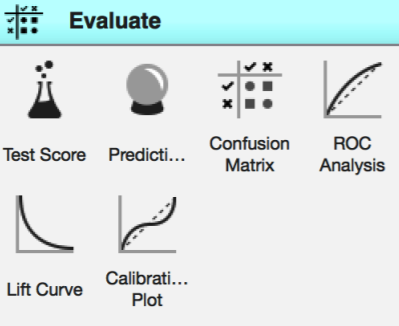 Evaluate
Test Score
Predicti...
Confusion
Matrix
ROC
Analysis
Lift Curve
Calibrati...
Plot